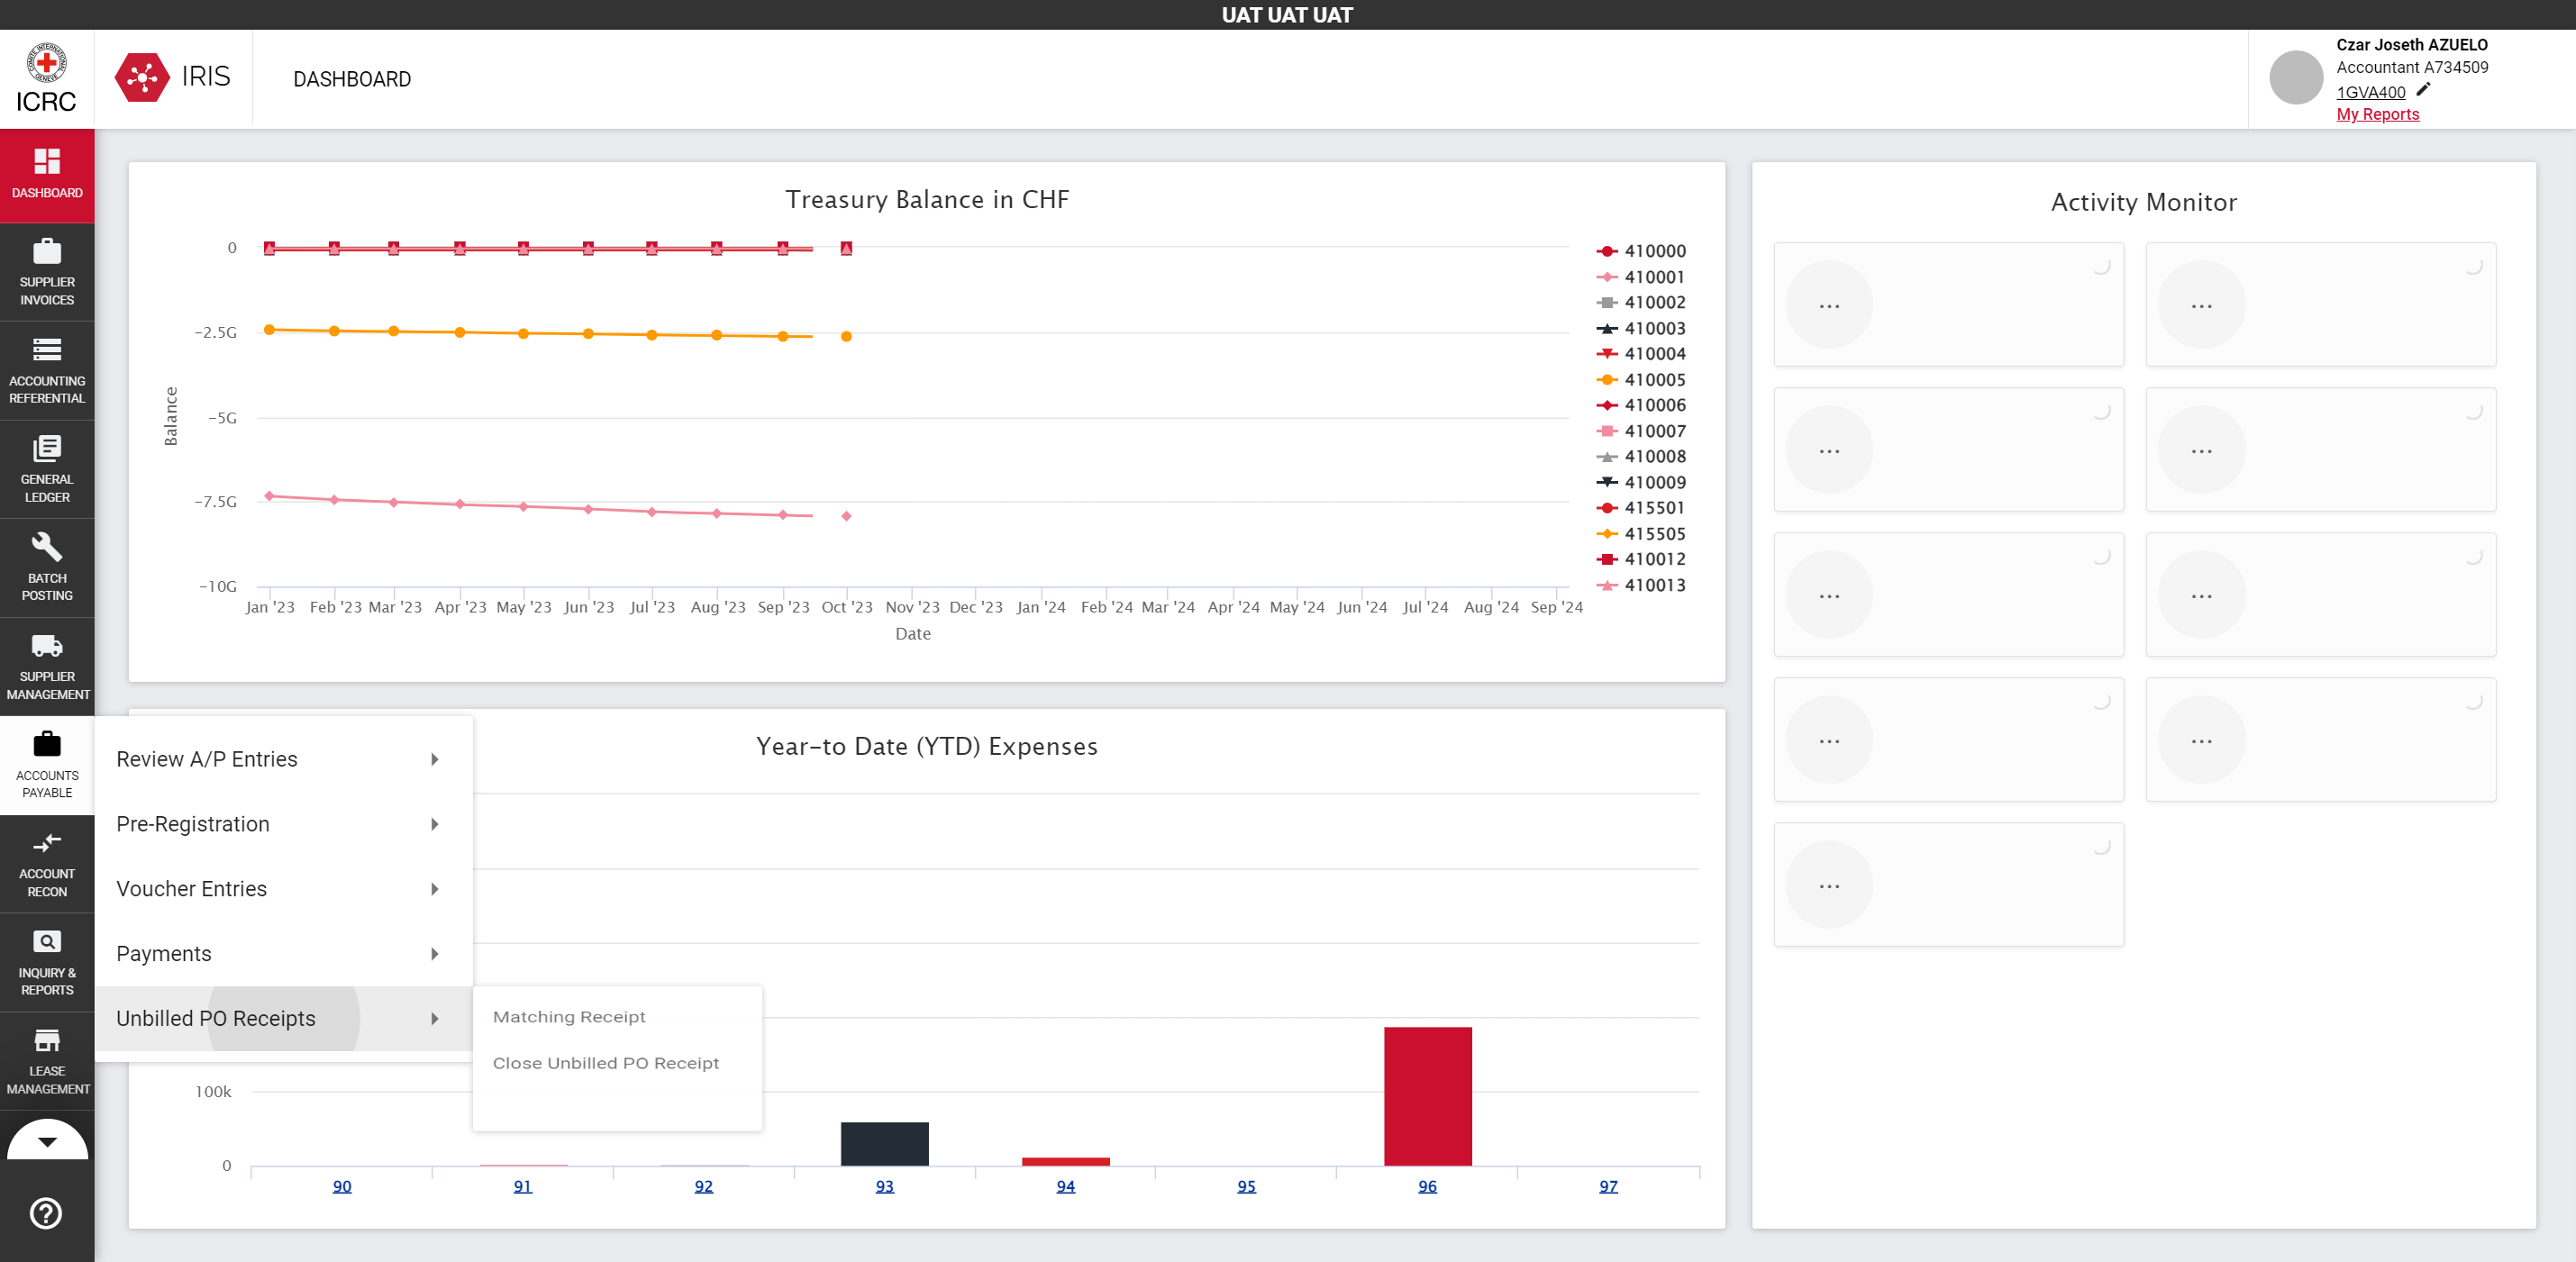 UAT UAT UAT
ICRC
IRIS
DASHBOARD
Czar Joseth AZUELO
Accountant A734509
1GVA400
My Reports
DASHBOARD
SUPPLIER
INVOICES
ACCOUNTING
REFERENTIAL
GENERAL
LEDGER
BATCH
POSTING
SUPPLIER
MANAGEMENT
ACCOUNTS
PAYABLE
ACCOUNT
RECON
INQUIRY &
REPORTS
LEASE
MANAGEMENT
Treasury Balance in CHF
Balance
0
−2.5G
−5G
−7.5G
−10G
Jan '23 Feb '23 Mar '23 Apr '23 May '23 Jun '23 Jul '23 Aug '23 Sep '23 Oct '23 Nov '23 Dec '23 Jan '24 Feb '24 Mar '24 Apr '24 May '24 Jun '24 Jul '24 Aug '24 Sep '24
Date
410000
410001
410002
410003
410004
410005
410006
410007
410008
410009
415501
415505
410012
410013
Activity Monitor
...
...
...
...
...
...
...
...
...
Review A/P Entries
Pre-Registration
Voucher Entries
Payments
Unbilled PO Receipts
Matching Receipt
Close Unbilled PO Receipt
Year-to Date (YTD) Expenses
100k
0
90 91 92 93 94 95 96 97